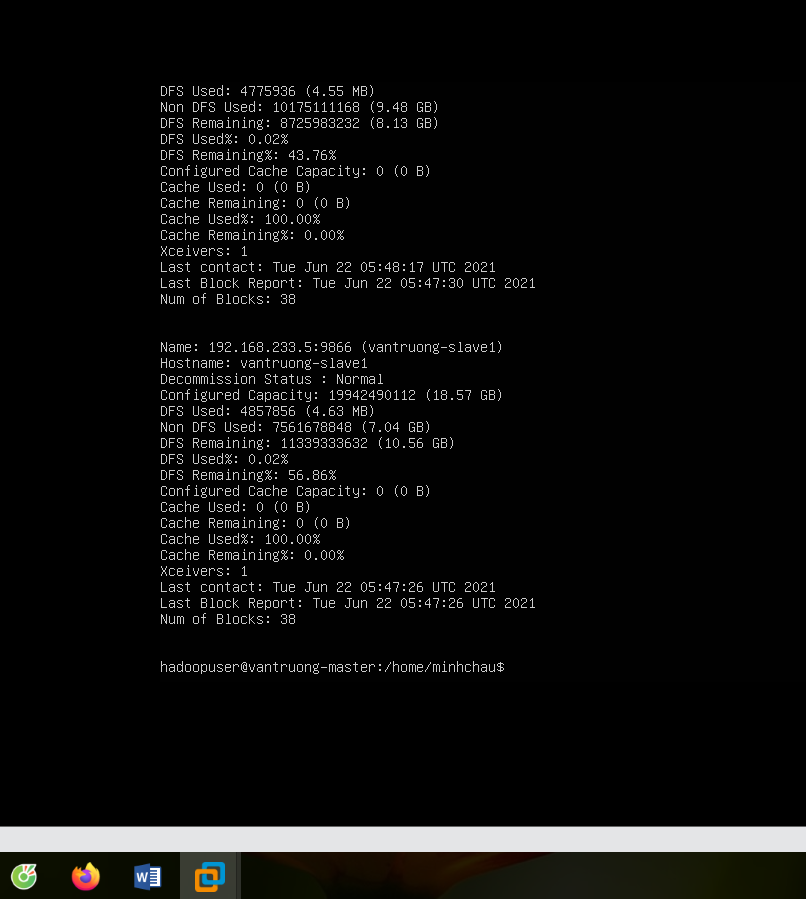 DFS Used: 4775936 (4.55 MB)
Non DFS Used: 10175111168 (9.48 GB)
DFS Remaining: 8725983232 (8.13 GB)
DFS Used%: 0.02%
DFS Remaining%: 43.76%
Configured Cache Capacity: 0 (0 B)
Cache Used: 0 (0 B)
Cache Remaining: 0 (0 B)
Cache Used%: 100.00%
Cache Remaining%: 0.00%
Xceivers: 1
Last contact: Tue Jun 22 05:48:17 UTC 2021
Last Block Report: Tue Jun 22 05:47:30 UTC 2021
Num of Blocks: 38
Name: 192.168.233.5:9866 (vantruong-slave1)
Hostname: vantruong-slave1
Decommission Status : Normal
Configured Capacity: 19942490112 (18.57 GB)
DFS Used: 4857856 (4.63 MB)
Non DFS Used: 7561678848 (7.04 GB)
DFS Remaining: 11339333632 (10.56 GB)
DFS Used%: 0.02%
DFS Remaining%: 56.86%
Configured Cache Capacity: 0 (0 B)
Cache Used: 0 (0 B)
Cache Remaining: 0 (0 B)
Cache Used%: 100.00%
Cache Remaining%: 0.00%
Xceivers: 1
Last contact: Tue Jun 22 05:47:26 UTC 2021
Last Block Report: Tue Jun 22 05:47:26 UTC 2021
Num of Blocks: 38
hadoopuser@vantruong-master:/home/minhchau$
W